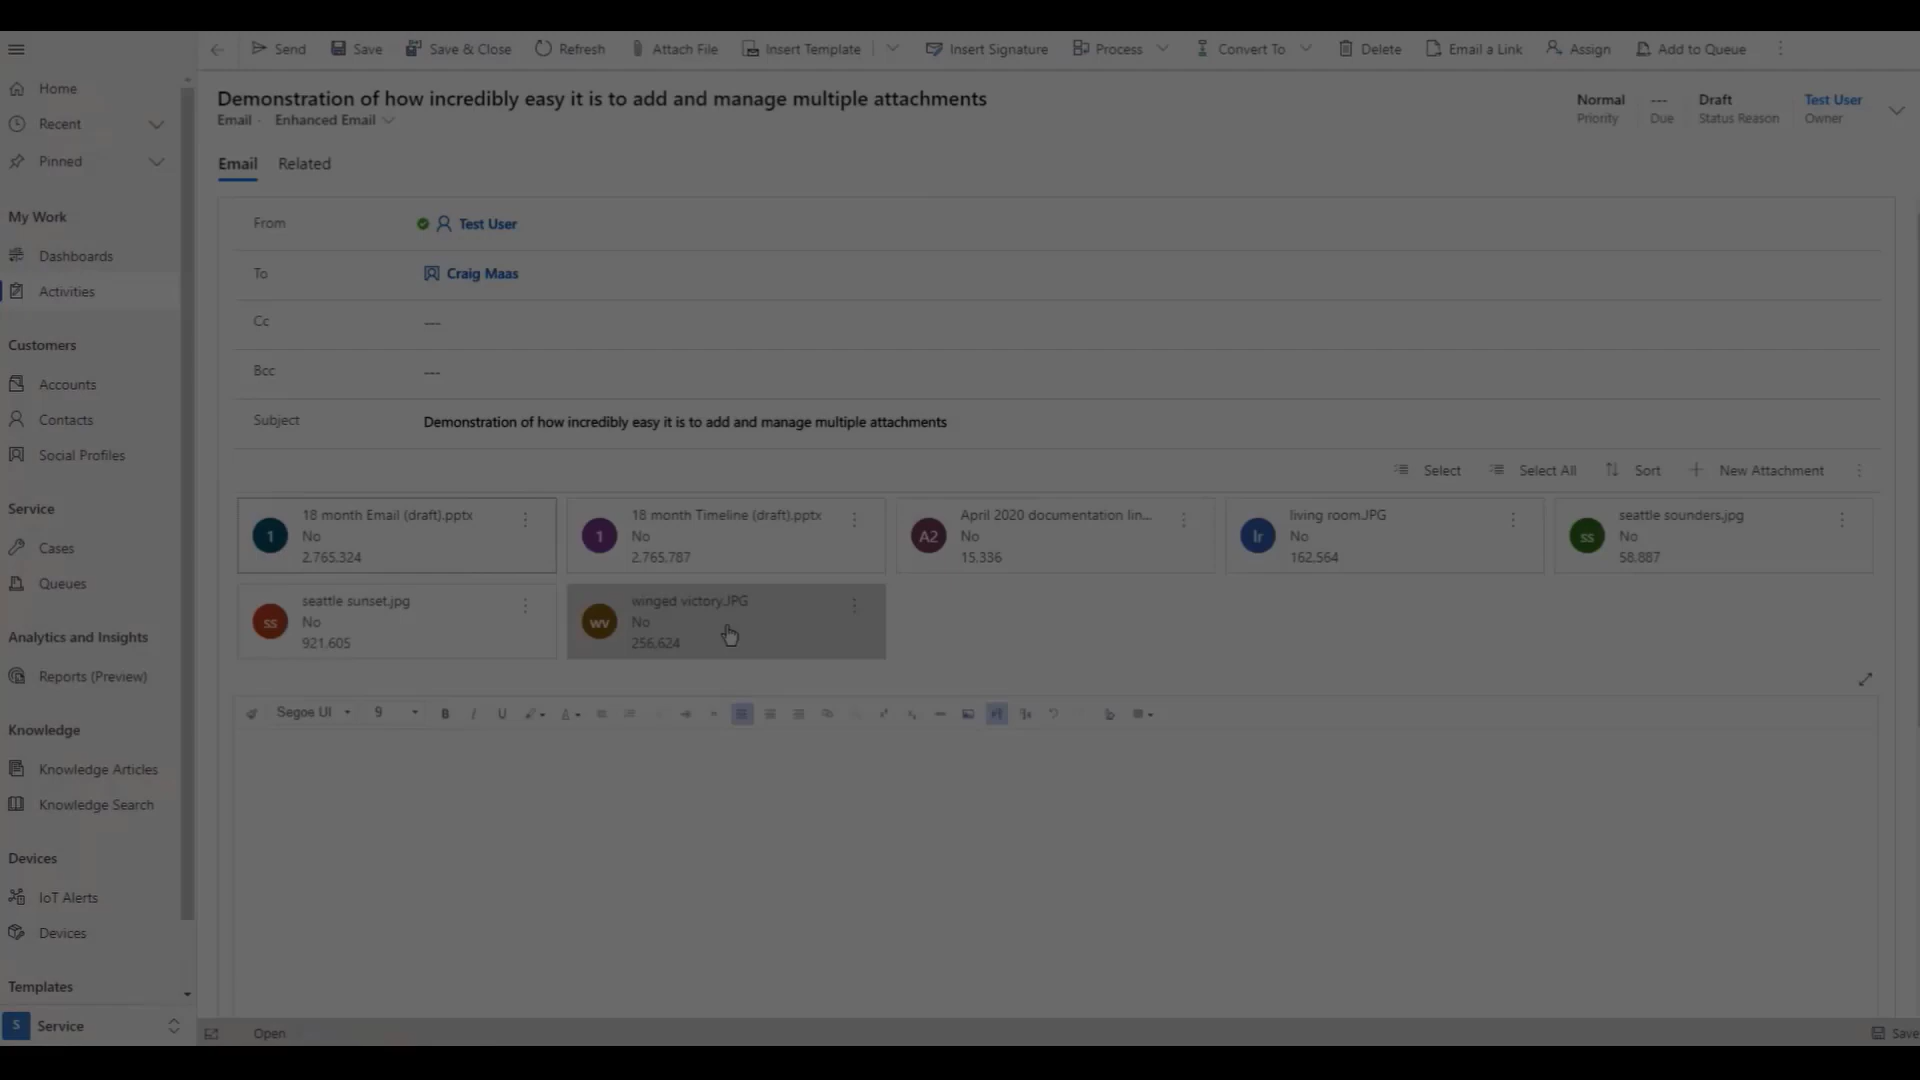 Send Save Save & Close Refresh Attach File Insert Template Insert Signature Process Convert To Delete Email a Link Assign Add to Queue
Home
Recent
Pinned
My Work
Dashboards
Activities
Customers
Accounts
Contacts
Social Profiles
Service
Cases
Queues
Analytics and Insights
Reports (Preview)
Knowledge
Knowledge Articles
Knowledge Search
Devices
IoT Alerts
Devices
Templates
S Service
Demonstration of how incredibly easy it is to add and manage multiple attachments
Email · Enhanced Email
Normal --- Draft Test User
Priority Due Status Reason Owner
Email Related
From Test User
To Craig Maas
Cc ---
Bcc ---
Subject Demonstration of how incredibly easy it is to add and manage multiple attachments
Select Select All Sort New Attachment
1
18 month Email (draft).pptx
No
2,765,324
1
18 month Timeline (draft).pptx
No
2,765,787
A2
April 2020 documentation lin...
No
15,336
lr
living room.JPG
No
162,564
ss
seattle sounders.jpg
No
58,887
ss
seattle sunset.jpg
No
921,605
wv
winged victory.JPG
No
256,624
Segoe UI 9 B I U A
Open Save